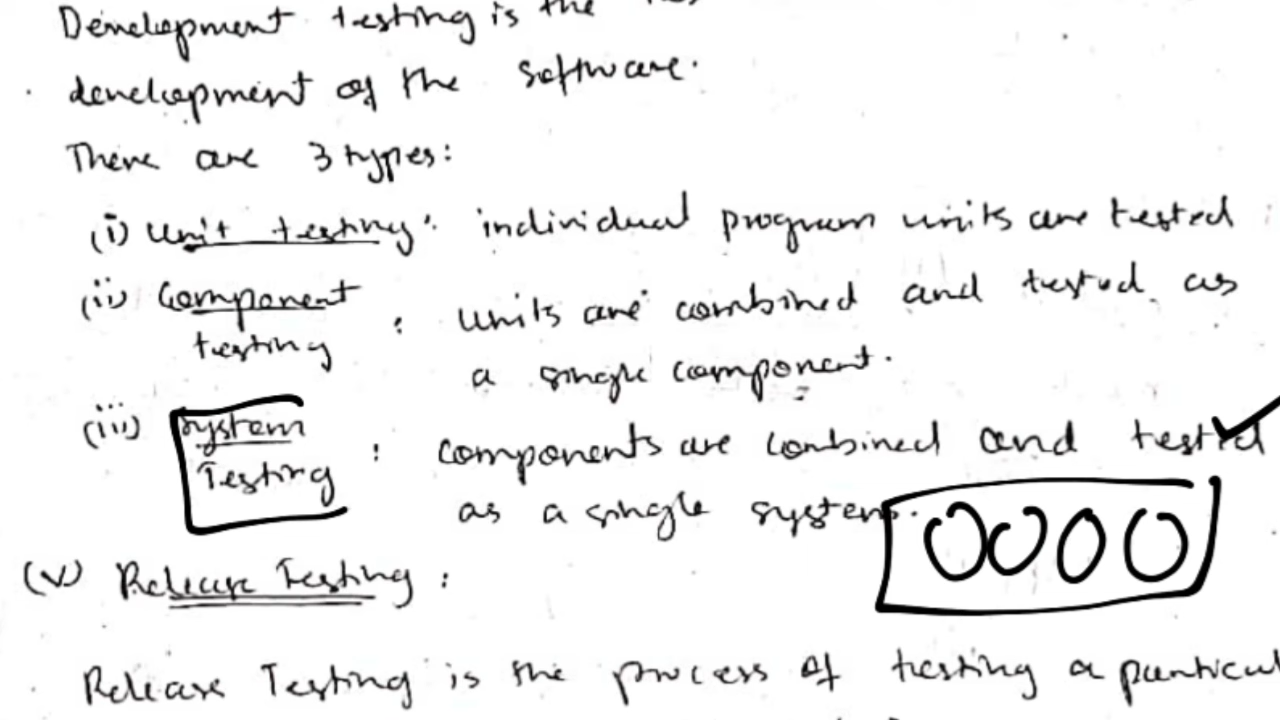 Development testing is the
development of the software.
There are 3 types:
(i) Unit testing : individual program units are tested
(ii) Component : units are combined and tested as
testing a single component.
(iii) System : components are combined and tested
Testing as a single system.
(v) Release Testing :
Release Testing is the process of testing a particul